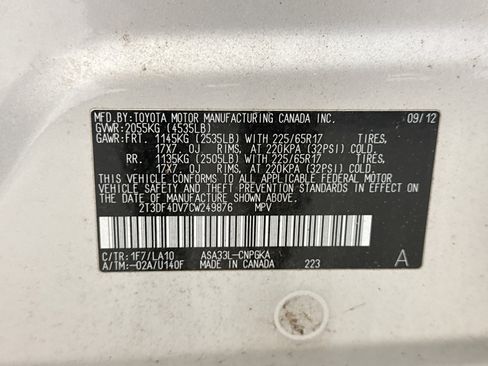 MFD.BY:TOYOTA MOTOR MANUFACTURING CANADA INC. 09/12
GVWR:2055KG (4535LB)
GAWR:FRT. 1145KG (2535LB) WITH 225/65R17 TIRES,
17X7. 0J RIMS, AT 220KPA (32PSI) COLD.
RR. 1135KG (2505LB) WITH 225/65R17 TIRES,
17X7. 0J RIMS, AT 220KPA (32PSI) COLD.
THIS VEHICLE CONFORMS TO ALL APPLICABLE FEDERAL MOTOR
VEHICLE SAFETY AND THEFT PREVENTION STANDARDS IN EFFECT
ON THE DATE OF MANUFACTURE SHOWN ABOVE.
2T3DF4DV7CW249876 MPV
C/TR:1F7/LA10 ASA33L-CNPGKA
A/TM:-02A/U140F MADE IN CANADA 223 A